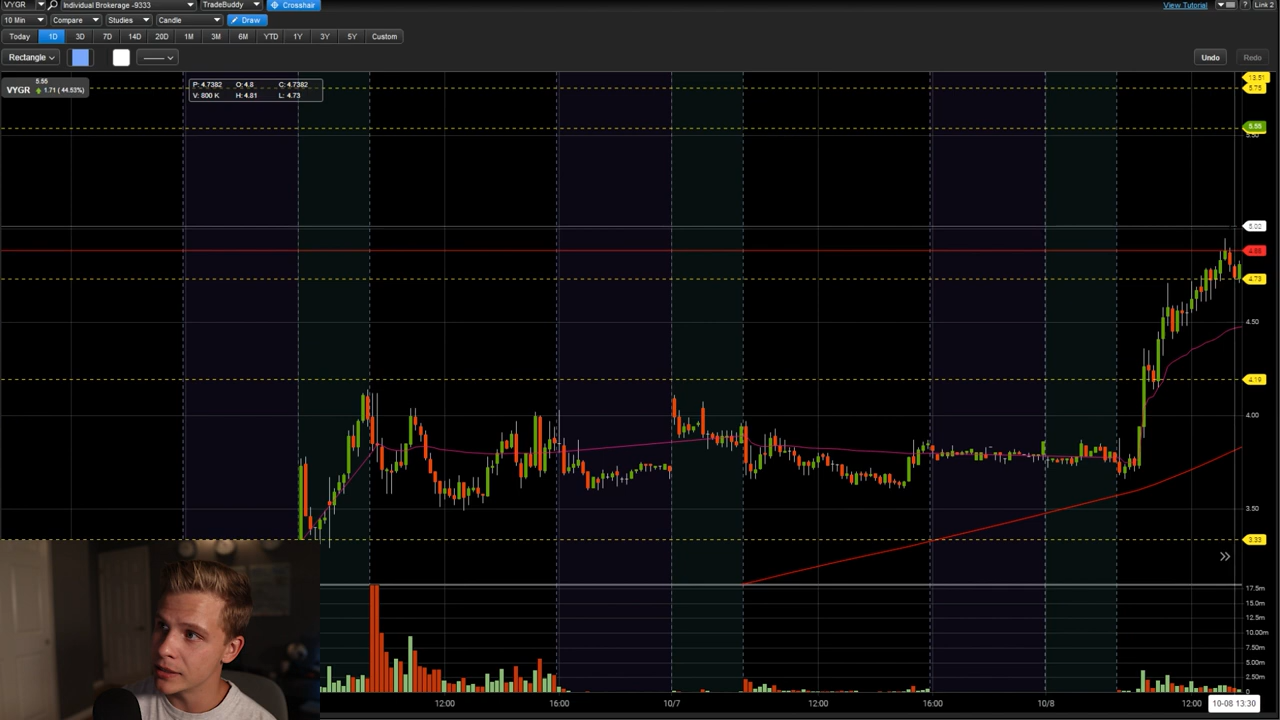 VYGR Individual Brokerage -9333 TradeBuddy Crosshair View Tutorial ? Link 2
10 Min Compare Studies Candle Draw
Today 1D 3D 7D 14D 20D 1M 3M 6M YTD 1Y 3Y 5Y Custom
Rectangle Undo Redo
13.51
5.55
VYGR 1.71 ( 44.53%)
P: 4.7382 O: 4.8 C: 4.7382
V: 800 K H: 4.81 L: 4.73
5.75
5.55
5.50
5.02
4.88
4.73
4.50
4.19
4.00
3.50
3.33
17.5m
15.0m
12.5m
10.00m
7.50m
5.00m
2.50m
12:00 16:00 10/7 12:00 16:00 10/8 12:00 10-08 13:30